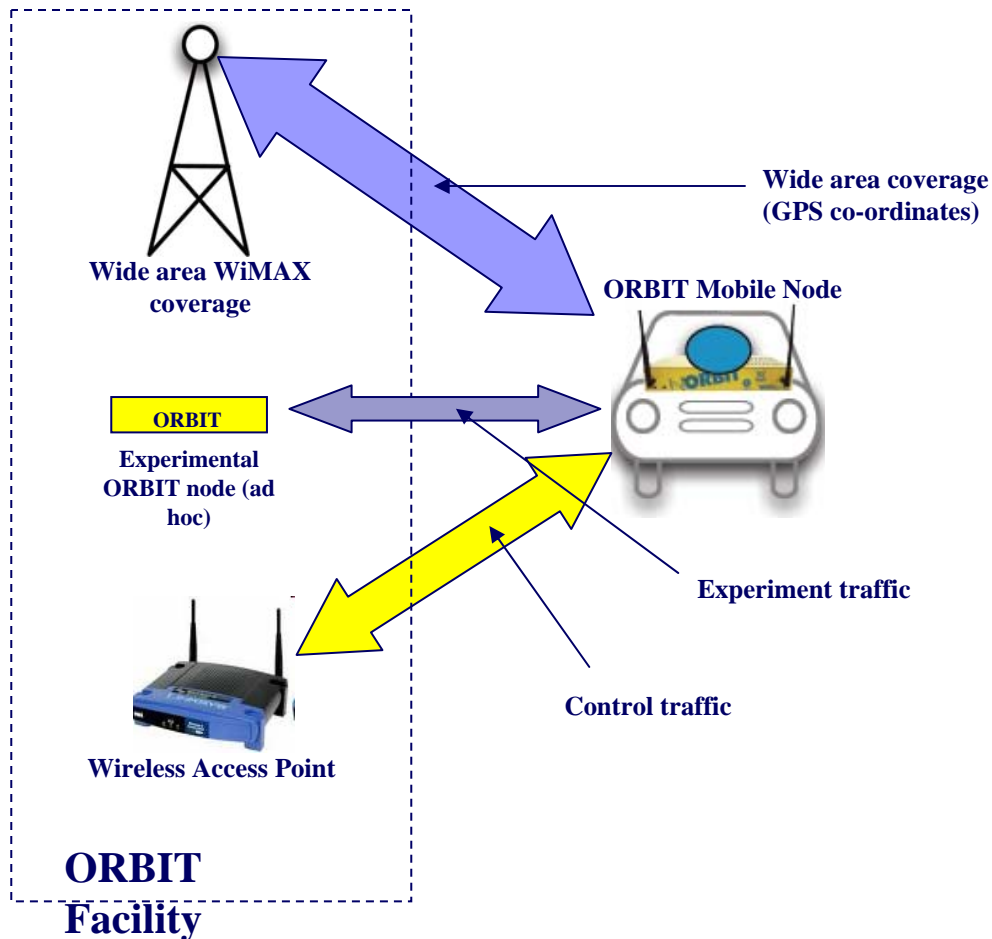 Wide area coverage
(GPS co-ordinates)
Wide area WiMAX
coverage
ORBIT Mobile Node
ORBIT
ORBIT
Experimental
ORBIT node (ad
hoc)
Experiment traffic
Control traffic
Wireless Access Point
ORBIT
Facility